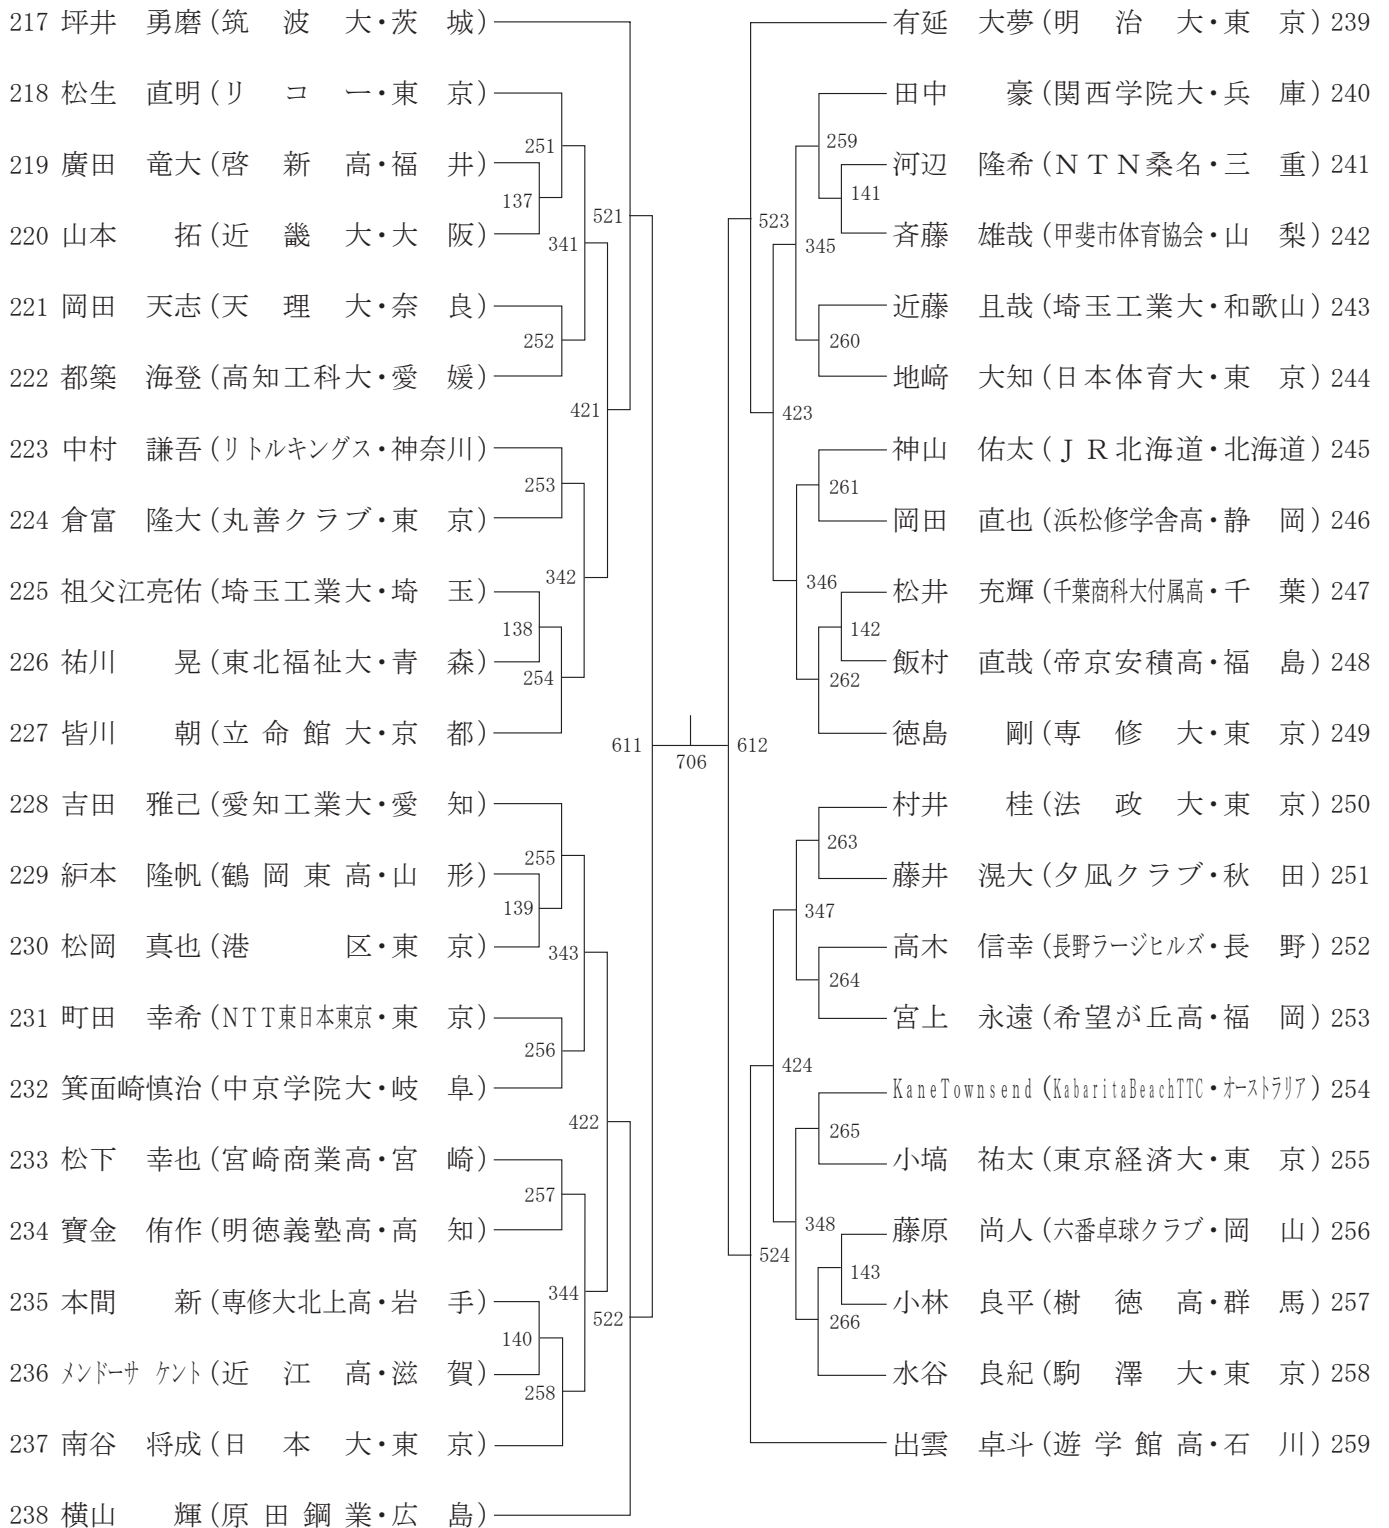 217 坪井 勇磨(筑波大・茨城)
218 松生 直明(リコー・東京)
251
219 廣田 竜大(啓新高・福井)
137
521
220 山本 拓(近畿大・大阪)
341
221 岡田 天志(天理大・奈良)
252
222 都築 海登(高知工科大・愛媛)
421
223 中村 謙吾(リトルキングス・神奈川)
253
224 倉富 隆大(丸善クラブ・東京)
342
225 祖父江亮佑(埼玉工業大・埼玉)
138
226 祐川 晃(東北福祉大・青森)
254
227 皆川 朝(立命館大・京都)
611
706
228 吉田 雅己(愛知工業大・愛知)
255
229 絈本 隆帆(鶴岡東高・山形)
139
230 松岡 真也(港区・東京)
343
231 町田 幸希(NTT東日本東京・東京)
256
232 箕面崎慎治(中京学院大・岐阜)
422
233 松下 幸也(宮崎商業高・宮崎)
257
234 寶金 侑作(明徳義塾高・高知)
344
235 本間 新(専修大北上高・岩手)
522
140
236 メンドーサ ケント(近江高・滋賀)
258
237 南谷 将成(日本大・東京)
238 横山 輝(原田鋼業・広島)
有延 大夢(明治大・東京)239
田中 豪(関西学院大・兵庫)240
259
河辺 隆希(NTN桑名・三重)241
141
523
斉藤 雄哉(甲斐市体育協会・山梨)242
345
近藤 且哉(埼玉工業大・和歌山)243
260
地﨑 大知(日本体育大・東京)244
423
神山 佑太(JR北海道・北海道)245
261
岡田 直也(浜松修学舎高・静岡)246
346
松井 充輝(千葉商科大付属高・千葉)247
142
飯村 直哉(帝京安積高・福島)248
262
徳島 剛(専修大・東京)249
612
村井 桂(法政大・東京)250
263
藤井 滉大(夕凪クラブ・秋田)251
347
高木 信幸(長野ラージヒルズ・長野)252
264
宮上 永遠(希望が丘高・福岡)253
424
KaneTownsend(KabaritaBeachTTC・オーストラリア)254
265
小塙 祐太(東京経済大・東京)255
348
藤原 尚人(六番卓球クラブ・岡山)256
524
143
小林 良平(樹徳高・群馬)257
266
水谷 良紀(駒澤大・東京)258
出雲 卓斗(遊学館高・石川)259